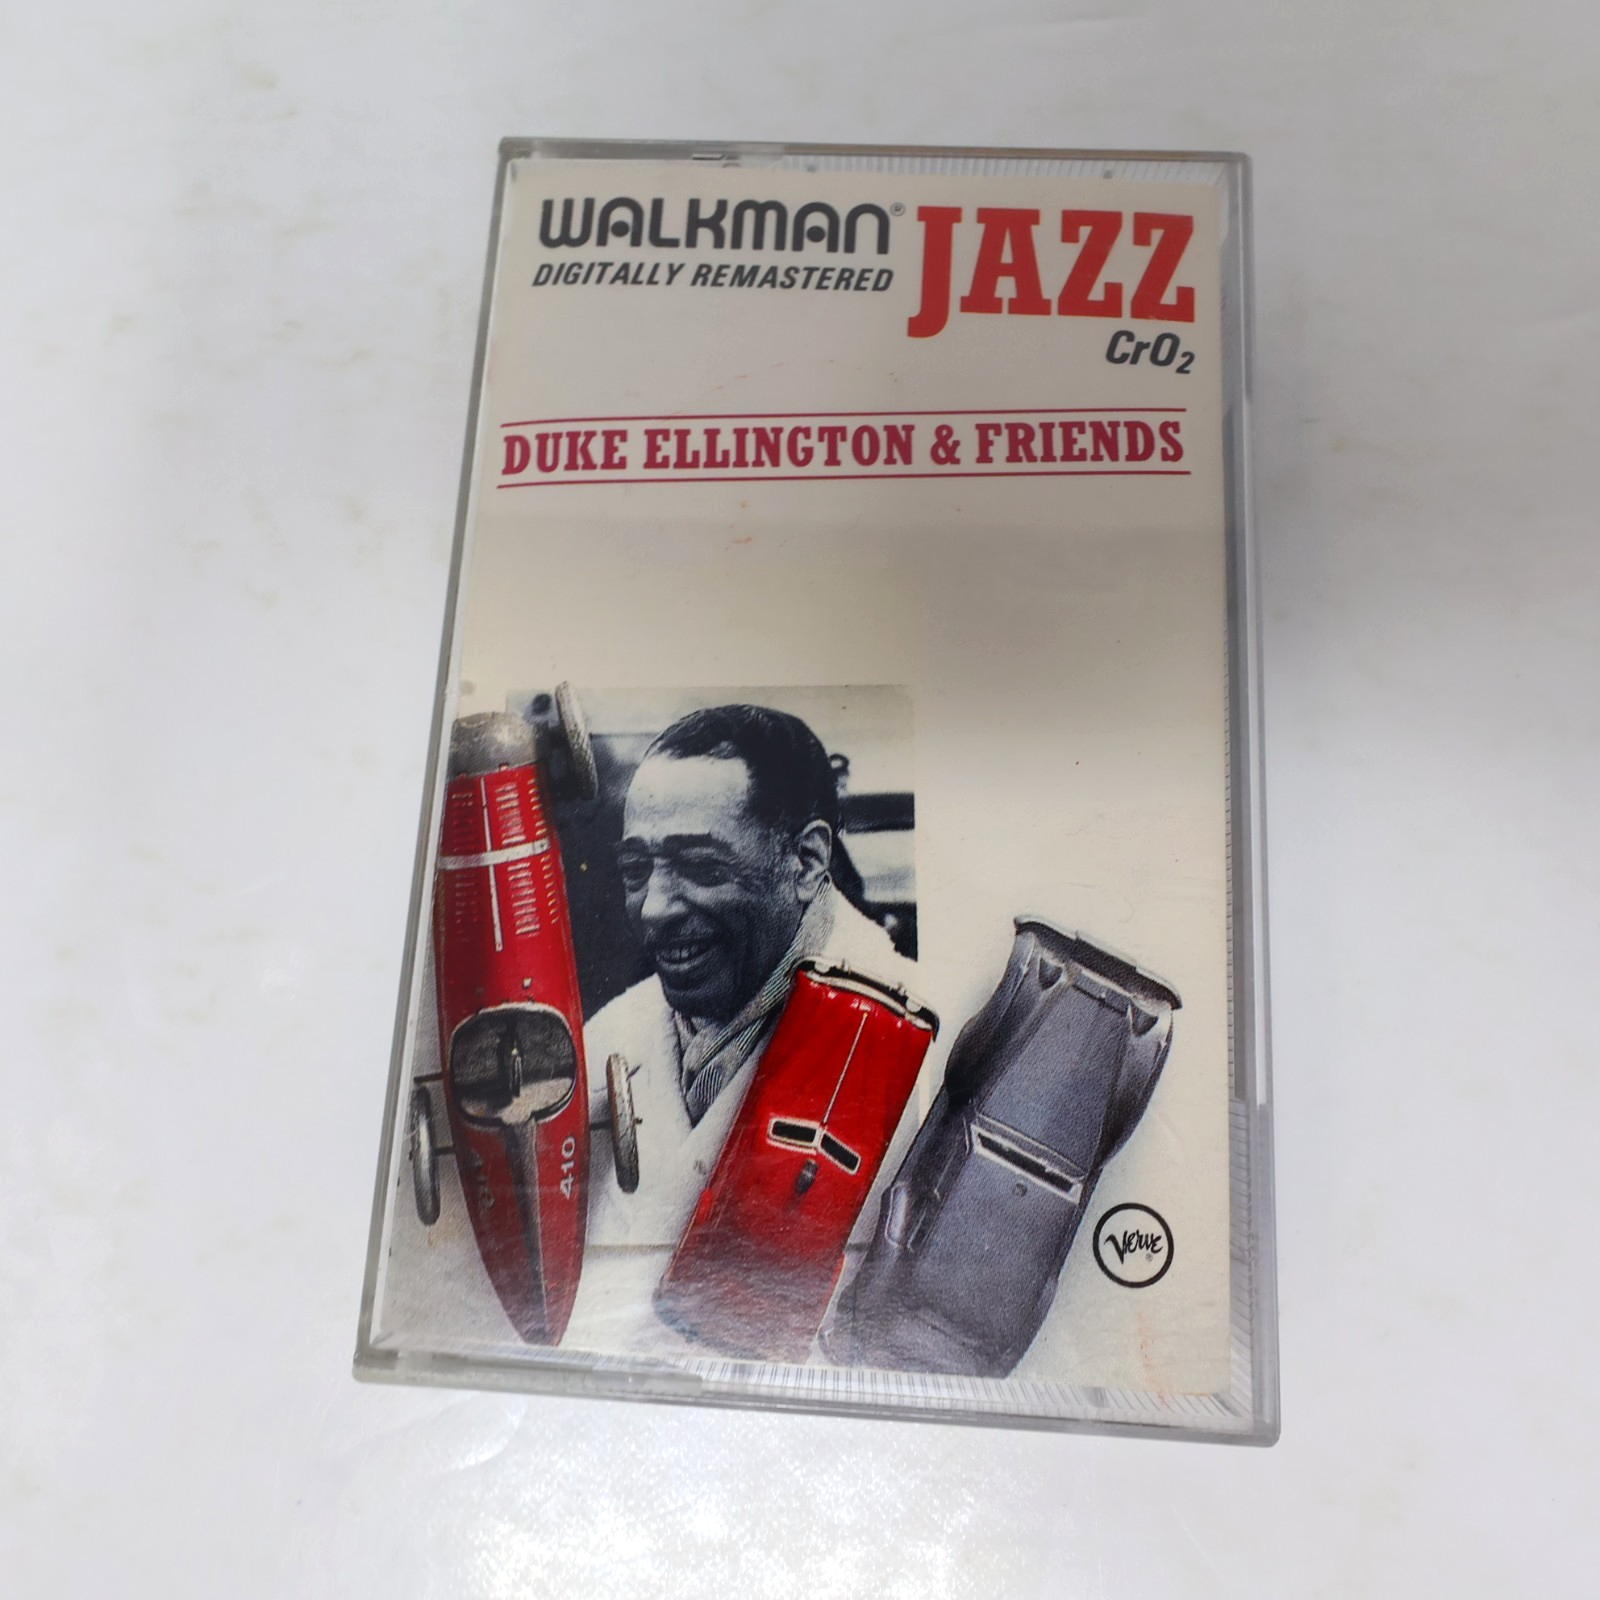 WALKMAN® JAZZ
DIGITALLY REMASTERED
CrO₂
DUKE ELLINGTON & FRIENDS
410
Verve®